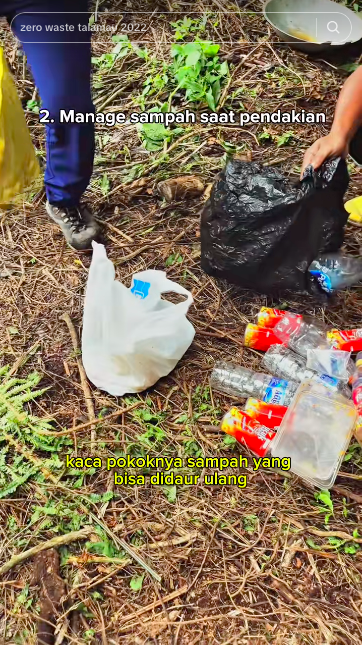 zero waste talamau 2022
2. Manage sampah saat pendakian
kaca pokoknya sampah yang
bisa didaur ulang